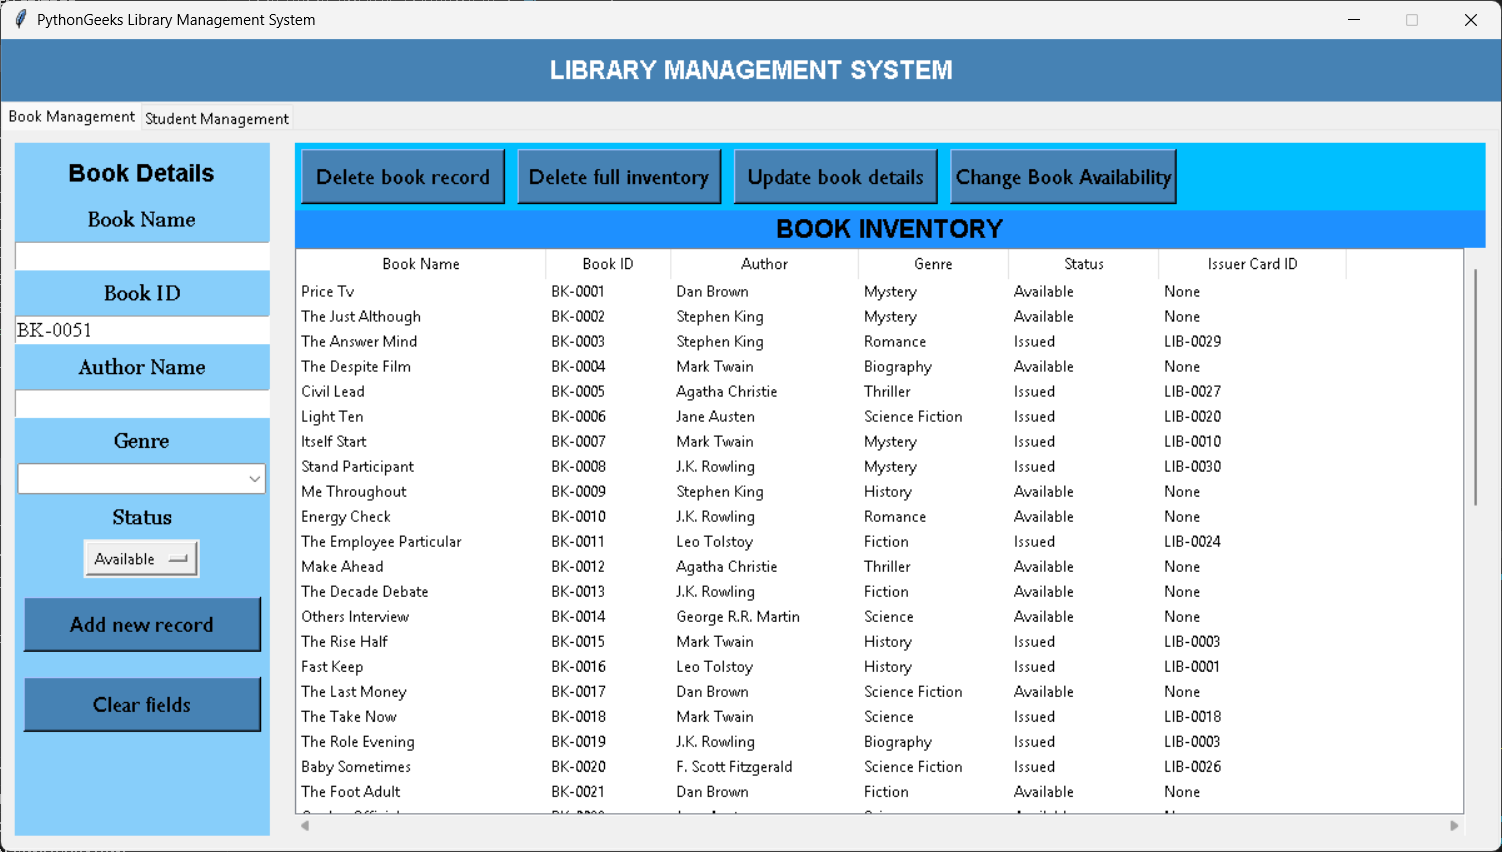 PythonGeeks Library Management System
LIBRARY MANAGEMENT SYSTEM
Book Management Student Management
Book Details
Book Name
Book ID
BK-0051
Author Name
Genre
Status
Available
Add new record
Clear fields
Delete book record Delete full inventory Update book details Change Book Availability
BOOK INVENTORY
Book Name Book ID Author Genre Status Issuer Card ID
Price Tv BK-0001 Dan Brown Mystery Available None
The Just Although BK-0002 Stephen King Mystery Available None
The Answer Mind BK-0003 Stephen King Romance Issued LIB-0029
The Despite Film BK-0004 Mark Twain Biography Available None
Civil Lead BK-0005 Agatha Christie Thriller Issued LIB-0027
Light Ten BK-0006 Jane Austen Science Fiction Issued LIB-0020
Itself Start BK-0007 Mark Twain Mystery Issued LIB-0010
Stand Participant BK-0008 J.K. Rowling Mystery Issued LIB-0030
Me Throughout BK-0009 Stephen King History Available None
Energy Check BK-0010 J.K. Rowling Romance Available None
The Employee Particular BK-0011 Leo Tolstoy Fiction Issued LIB-0024
Make Ahead BK-0012 Agatha Christie Thriller Available None
The Decade Debate BK-0013 J.K. Rowling Fiction Available None
Others Interview BK-0014 George R.R. Martin Science Available None
The Rise Half BK-0015 Mark Twain History Issued LIB-0003
Fast Keep BK-0016 Leo Tolstoy History Issued LIB-0001
The Last Money BK-0017 Dan Brown Science Fiction Available None
The Take Now BK-0018 Mark Twain Science Issued LIB-0018
The Role Evening BK-0019 J.K. Rowling Biography Issued LIB-0003
Baby Sometimes BK-0020 F. Scott Fitzgerald Science Fiction Issued LIB-0026
The Foot Adult BK-0021 Dan Brown Fiction Available None